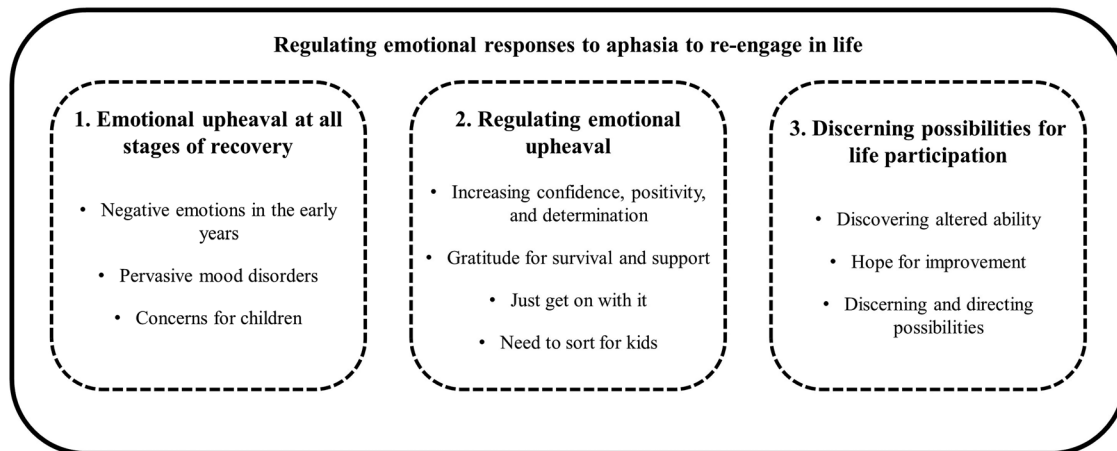 Regulating emotional responses to aphasia to re-engage in life
1. Emotional upheaval at all
stages of recovery
• Negative emotions in the early
years
• Pervasive mood disorders
• Concerns for children
2. Regulating emotional
upheaval
• Increasing confidence, positivity,
and determination
• Gratitude for survival and support
• Just get on with it
• Need to sort for kids
3. Discerning possibilities for
life participation
• Discovering altered ability
• Hope for improvement
• Discerning and directing
possibilities